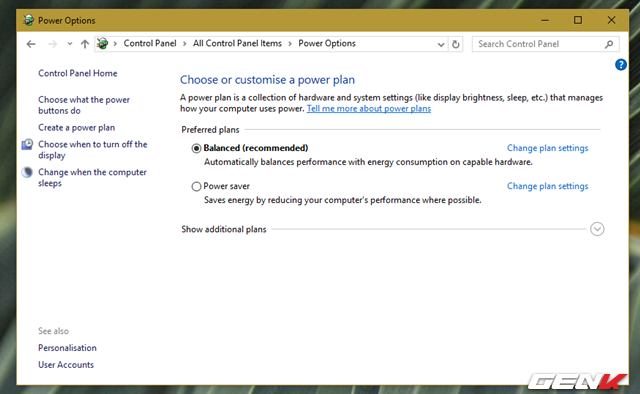 Power Options
Control Panel > All Control Panel Items > Power Options
Search Control Panel
Control Panel Home
Choose what the power
buttons do
Create a power plan
Choose when to turn off the
display
Change when the computer
sleeps
Choose or customise a power plan
A power plan is a collection of hardware and system settings (like display brightness, sleep, etc.) that manages
how your computer uses power. Tell me more about power plans
Preferred plans
Balanced (recommended) Change plan settings
Automatically balances performance with energy consumption on capable hardware.
Power saver Change plan settings
Saves energy by reducing your computer's performance where possible.
Show additional plans
See also
Personalisation
User Accounts
GENK